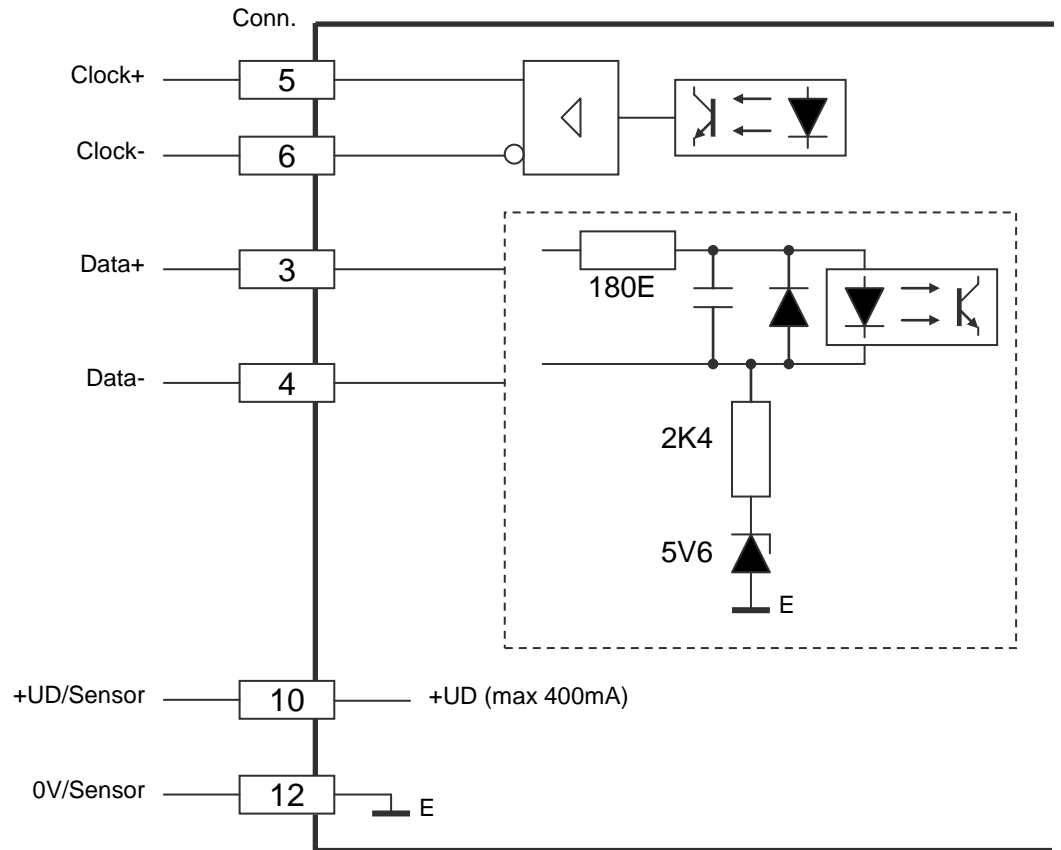 Conn.
Clock+
5
Clock-
6
Data+
3
180E
Data-
4
2K4
5V6
E
+UD/Sensor
10
+UD (max 400mA)
0V/Sensor
12
E